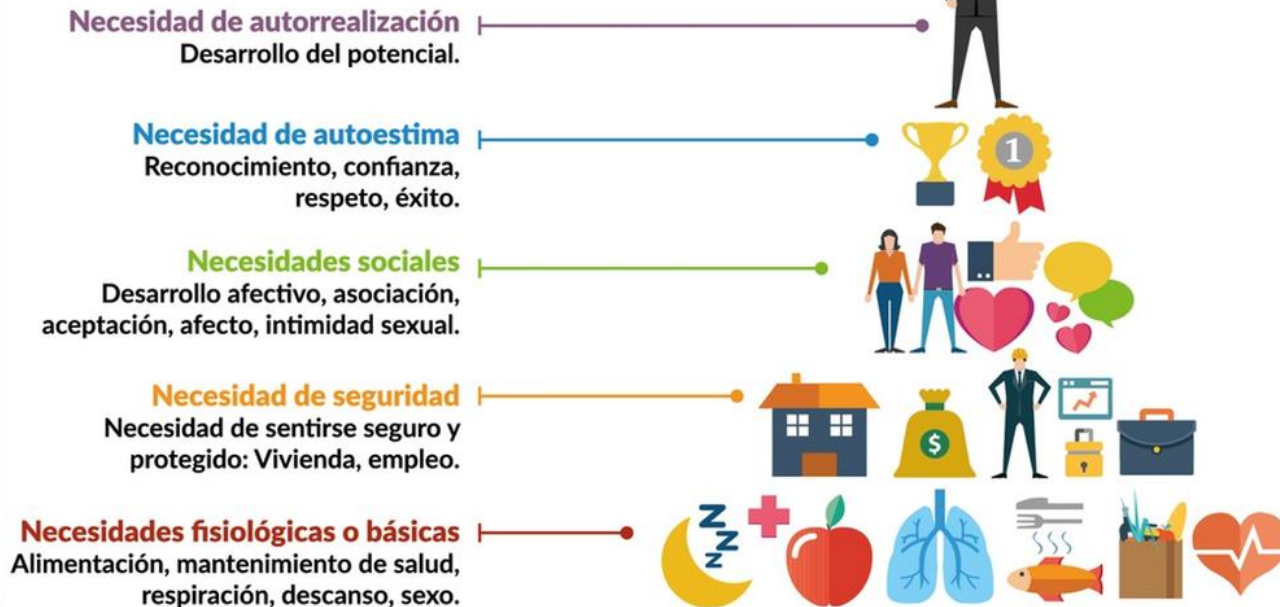 Necesidad de autorrealización
Desarrollo del potencial.
Necesidad de autoestima
Reconocimiento, confianza,
respeto, éxito.
1
Necesidades sociales
Desarrollo afectivo, asociación,
aceptación, afecto, intimidad sexual.
Necesidad de seguridad
Necesidad de sentirse seguro y
protegido: Vivienda, empleo.
$
Necesidades fisiológicas o básicas
Alimentación, mantenimiento de salud,
respiración, descanso, sexo.
ZZZ